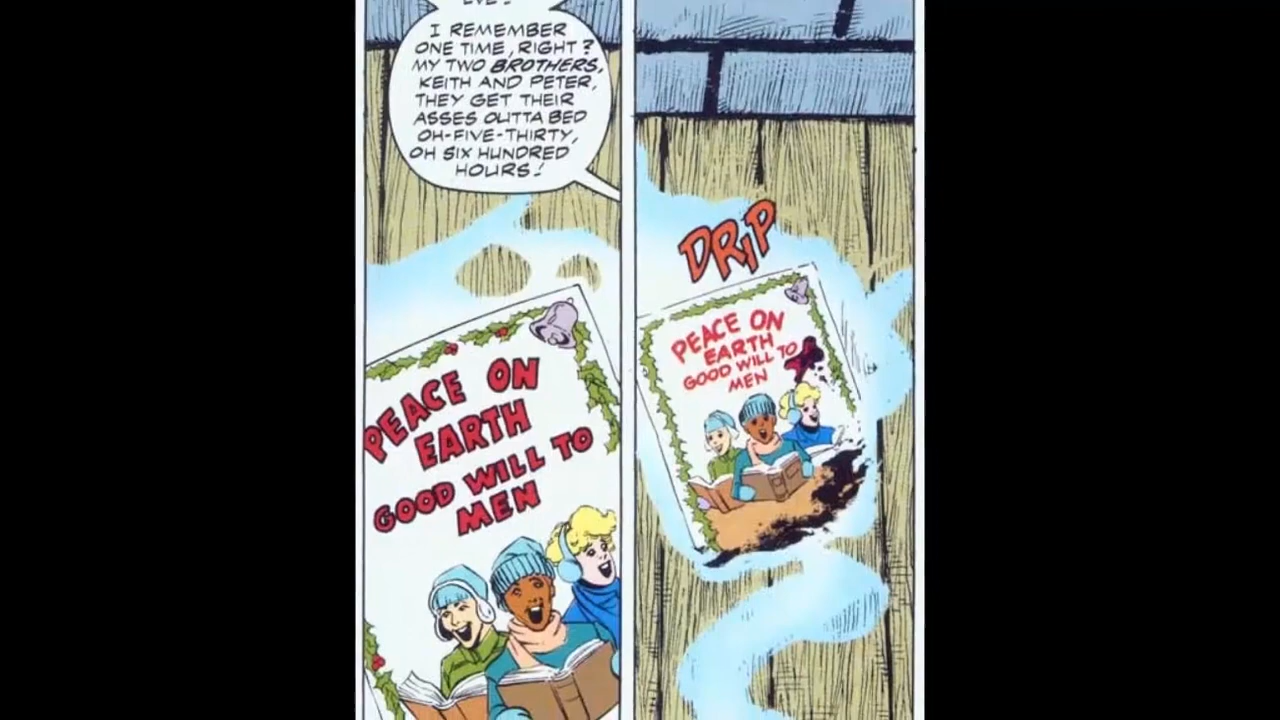 EVE!
I REMEMBER
ONE TIME, RIGHT?
MY TWO BROTHERS,
KEITH AND PETER,
THEY GET THEIR
ASSES OUTTA BED
OH-FIVE-THIRTY,
OH SIX HUNDRED
HOURS!
PEACE ON
EARTH
GOOD WILL TO
MEN
DRIP
PEACE ON
EARTH
GOOD WILL TO
MEN